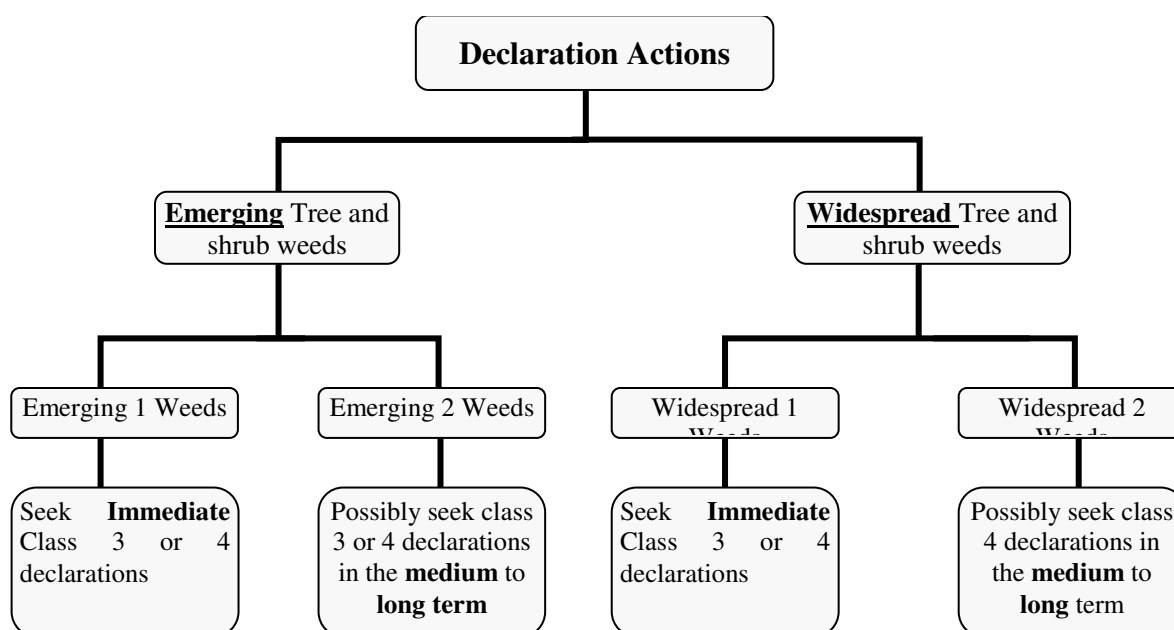 Declaration Actions
Emerging Tree and
shrub weeds
Widespread Tree and
shrub weeds
Emerging 1 Weeds
Emerging 2 Weeds
Widespread 1
Weeds
Widespread 2
Weeds
Seek Immediate
Class 3 or 4
declarations
Possibly seek class
3 or 4 declarations
in the medium to
long term
Seek Immediate
Class 3 or 4
declarations
Possibly seek class
4 declarations in
the medium to
long term